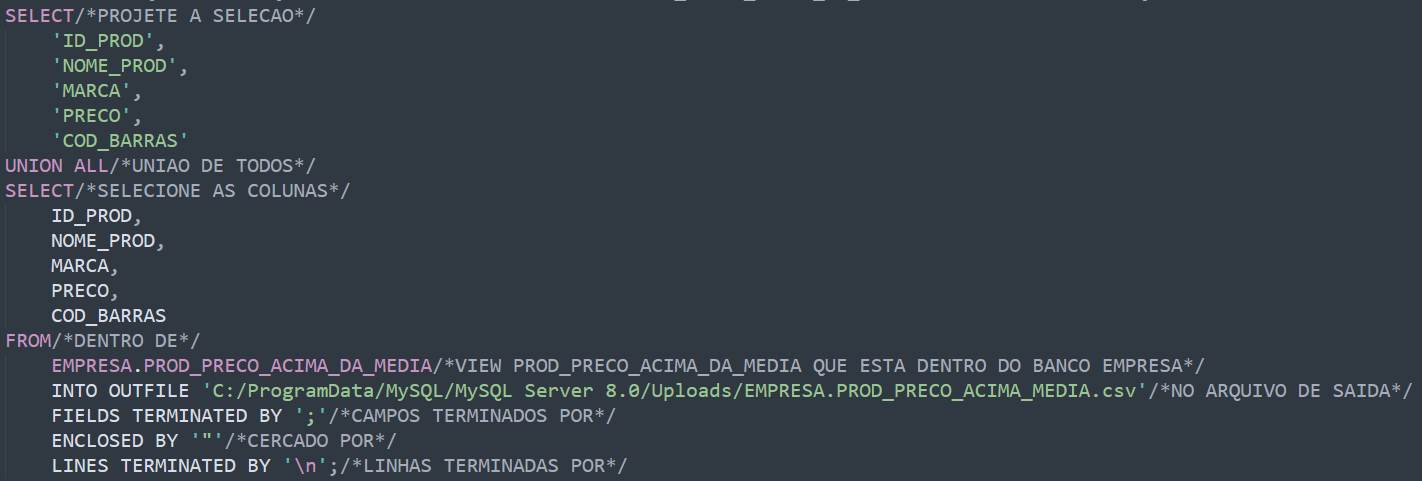 SELECT/*PROJETE A SELECAO*/
'ID_PROD',
'NOME_PROD',
'MARCA',
'PRECO',
'COD_BARRAS'
UNION ALL/*UNIAO DE TODOS*/
SELECT/*SELECIONE AS COLUNAS*/
ID_PROD,
NOME_PROD,
MARCA,
PRECO,
COD_BARRAS
FROM/*DENTRO DE*/
EMPRESA.PROD_PRECO_ACIMA_DA_MEDIA/*VIEW PROD_PRECO_ACIMA_DA_MEDIA QUE ESTA DENTRO DO BANCO EMPRESA*/
INTO OUTFILE 'C:/ProgramData/MySQL/MySQL Server 8.0/Uploads/EMPRESA.PROD_PRECO_ACIMA_MEDIA.csv'/*NO ARQUIVO DE SAIDA*/
FIELDS TERMINATED BY ';'/*CAMPOS TERMINADOS POR*/
ENCLOSED BY '"'/*CERCADO POR*/
LINES TERMINATED BY '\n';/*LINHAS TERMINADAS POR*/